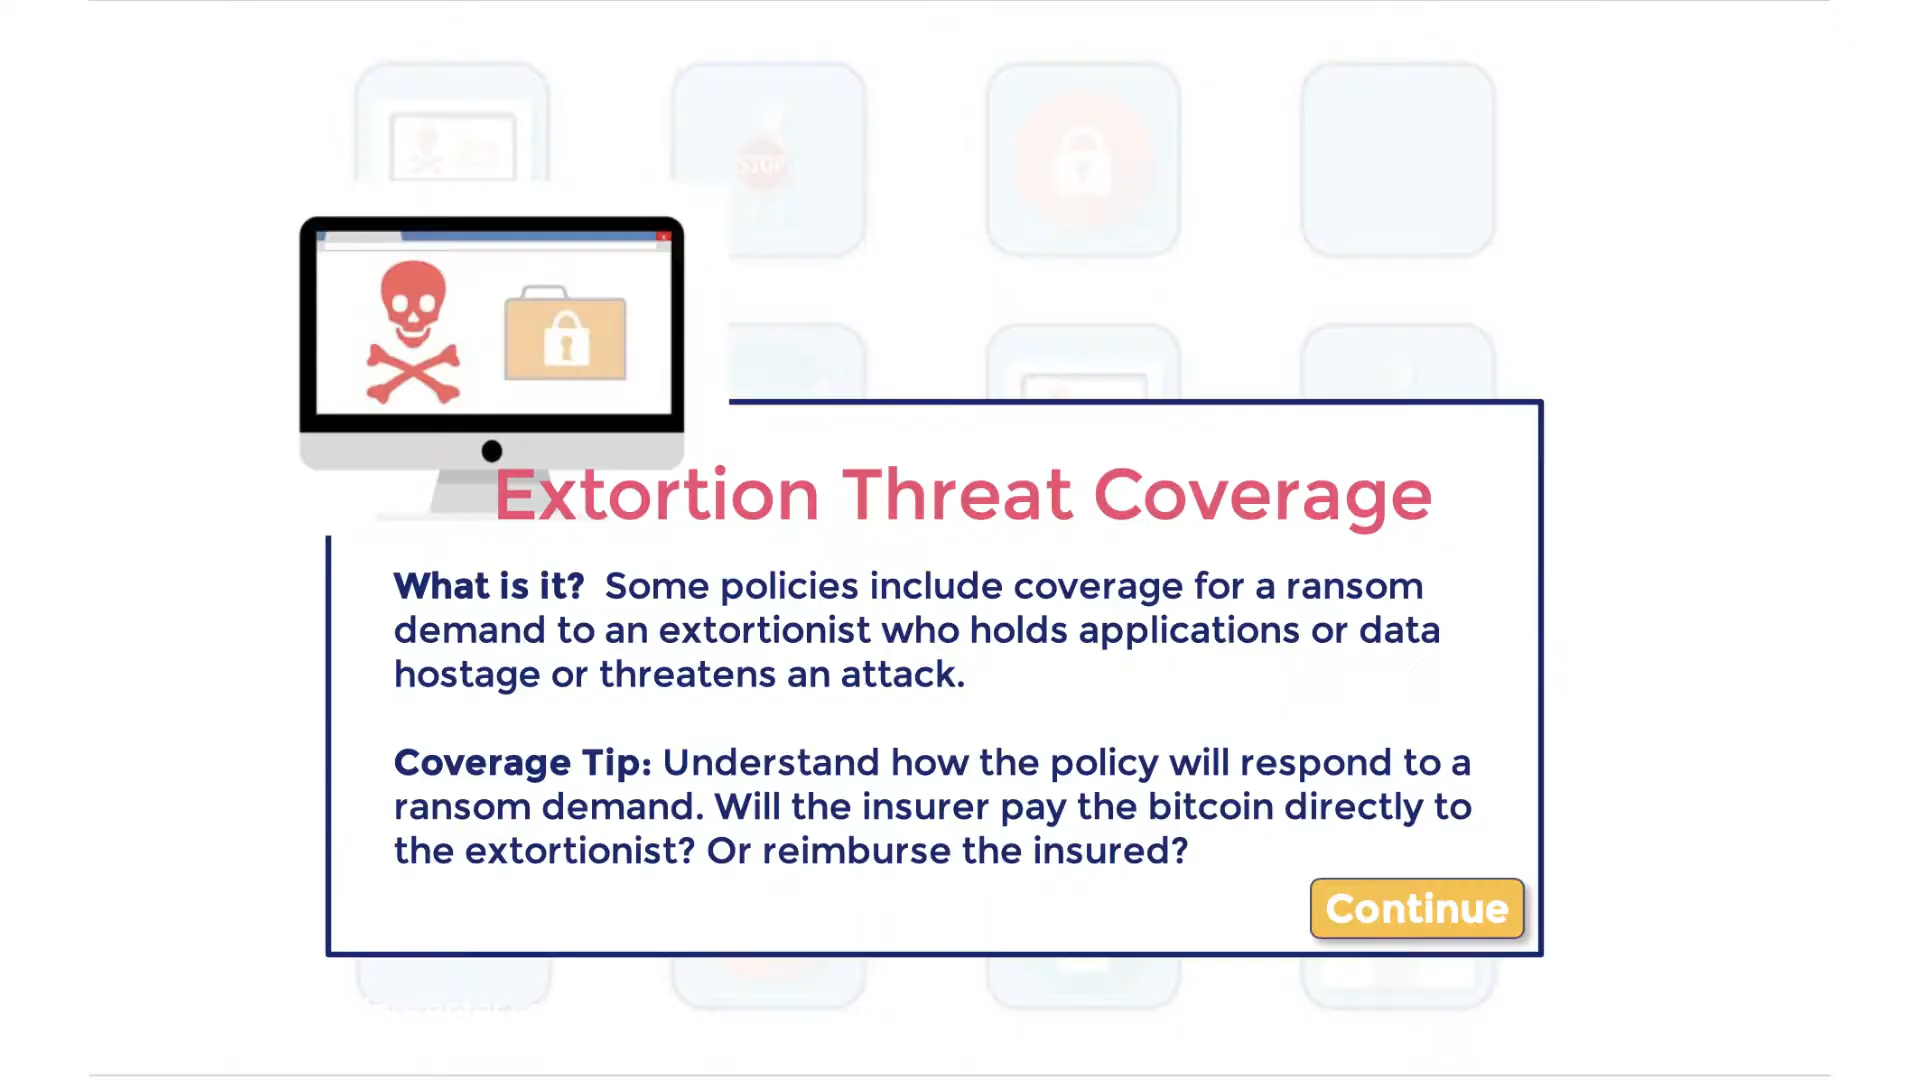 STOP
Extortion Threat Coverage
What is it? Some policies include coverage for a ransom
demand to an extortionist who holds applications or data
hostage or threatens an attack.
Coverage Tip: Understand how the policy will respond to a
ransom demand. Will the insurer pay the bitcoin directly to
the extortionist? Or reimburse the insured?
Continue